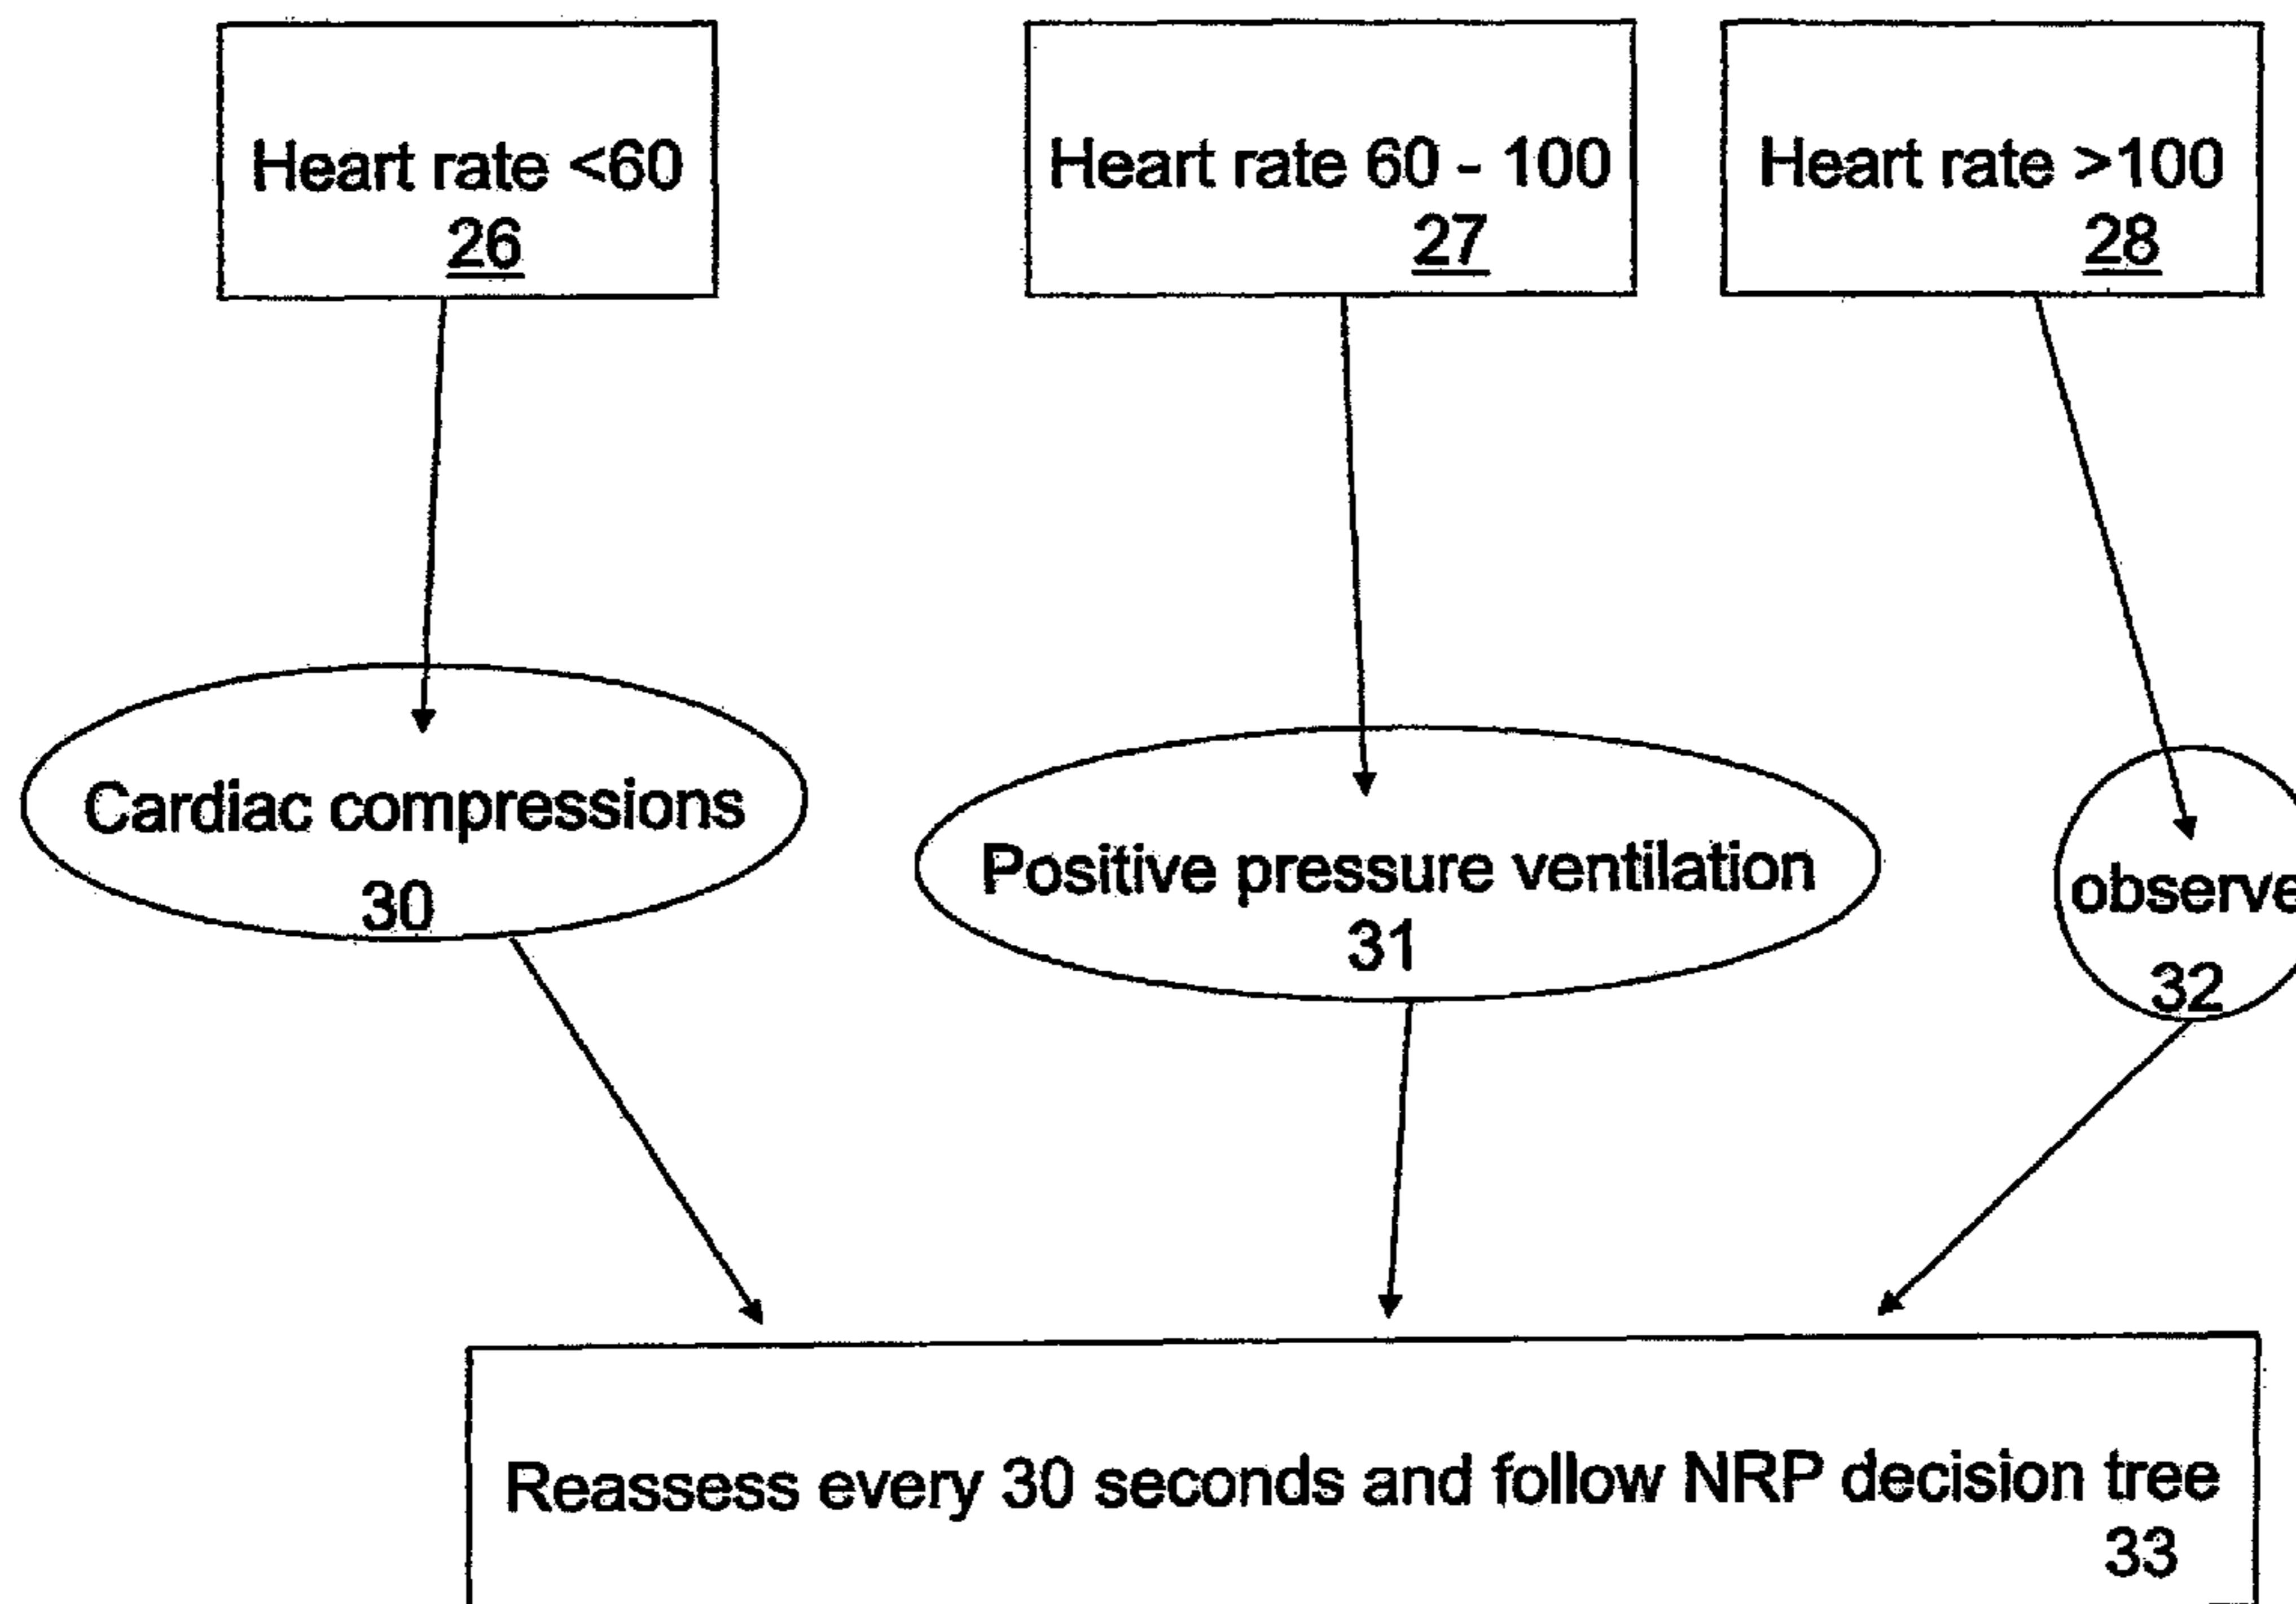 Heart rate <60
26
Heart rate 60 - 100
27
Heart rate >100
28
Cardiac compressions
30
Positive pressure ventilation
31
observe
32
Reassess every 30 seconds and follow NRP decision tree
33